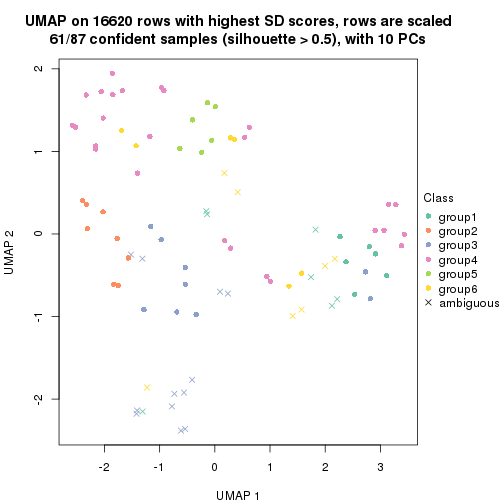 UMAP on 16620 rows with highest SD scores, rows are scaled
61/87 confident samples (silhouette > 0.5), with 10 PCs
2
1
0
-1
-2
UMAP 2
-2
-1
0
1
2
3
UMAP 1
Class
group1
group2
group3
group4
group5
group6
ambiguous